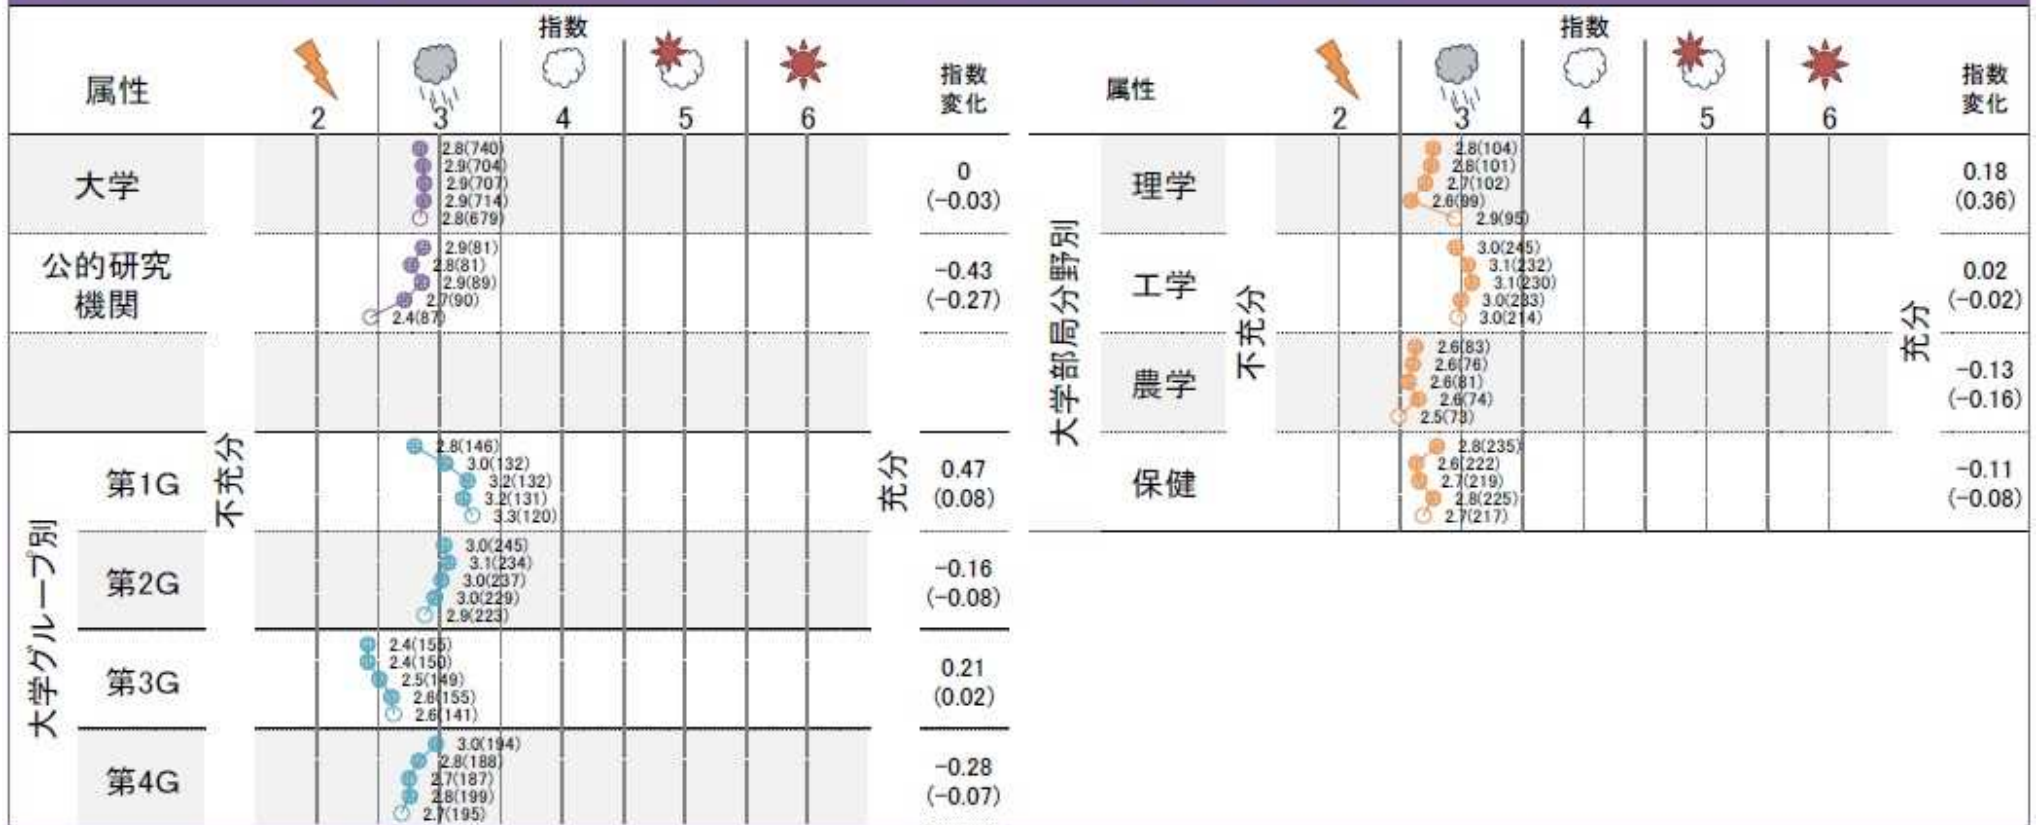 指数
属性
2 3 4 5 6
指数
変化
不充分
充分
大学
2.8(740)
2.9(704)
2.9(707)
2.9(714)
2.8(679)
0
(-0.03)
公的研究
機関
2.9(81)
2.8(81)
2.9(89)
2.7(90)
2.4(87)
-0.43
(-0.27)
大学グループ別
第1G
2.8(146)
3.0(132)
3.2(132)
3.2(131)
3.3(120)
0.47
(0.08)
第2G
3.0(245)
3.1(234)
3.0(237)
3.0(229)
2.9(223)
-0.16
(-0.08)
第3G
2.4(155)
2.4(150)
2.5(149)
2.6(155)
2.6(141)
0.21
(0.02)
第4G
3.0(194)
2.8(188)
2.7(187)
2.8(199)
2.7(195)
-0.28
(-0.07)
指数
属性
2 3 4 5 6
指数
変化
大学部局分野別
不充分
充分
理学
2.8(104)
2.8(101)
2.7(102)
2.6(99)
2.9(95)
0.18
(0.36)
工学
3.0(245)
3.1(232)
3.1(230)
3.0(233)
3.0(214)
0.02
(-0.02)
農学
2.6(83)
2.6(76)
2.6(81)
2.6(74)
2.5(73)
-0.13
(-0.16)
保健
2.8(235)
2.6(222)
2.7(219)
2.8(225)
2.7(217)
-0.11
(-0.08)